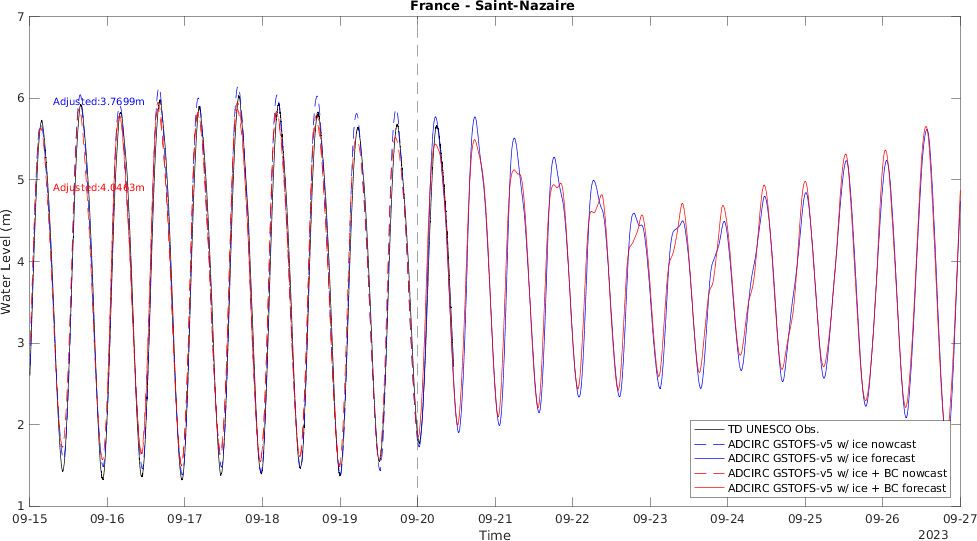 France - Saint-Nazaire
7
6
5
4
3
2
1
Water Level (m)
Adjusted:3.7699m
Adjusted:4.0463m
TD UNESCO Obs.
ADCIRC GSTOFS-v5 w/ ice nowcast
ADCIRC GSTOFS-v5 w/ ice forecast
ADCIRC GSTOFS-v5 w/ ice + BC nowcast
ADCIRC GSTOFS-v5 w/ ice + BC forecast
09-15 09-16 09-17 09-18 09-19 09-20 09-21 09-22 09-23 09-24 09-25 09-26 09-27
Time
2023